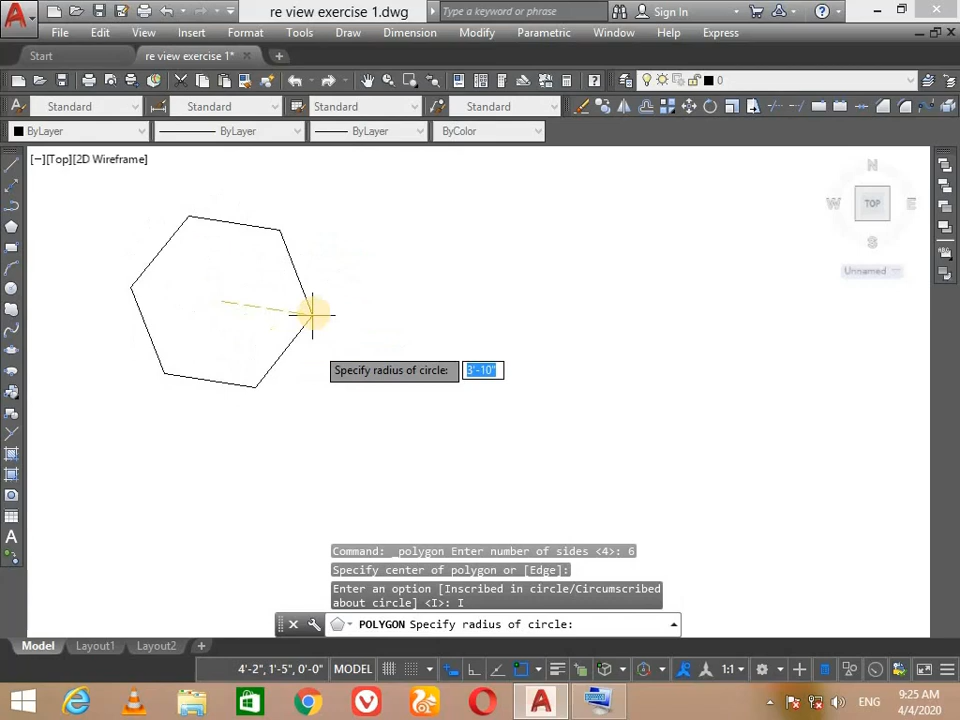 re view exercise 1.dwg
Type a keyword or phrase
Sign In
File Edit View Insert Format Tools Draw Dimension Modify Parametric Window Help Express
Start
re view exercise 1*
0
Standard
Standard
Standard
Standard
ByLayer
ByLayer
ByLayer
ByColor
[−][Top][2D Wireframe]
N
W
TOP
E
S
Unnamed
ABC
Specify radius of circle:
3'-10"
Command: _polygon Enter number of sides <4>: 6
Specify center of polygon or [Edge]:
Enter an option [Inscribed in circle/Circumscribed
about circle] <I>: I
POLYGON Specify radius of circle:
A
Model
Layout1
Layout2
4'-2", 1'-5", 0'-0"
MODEL
1:1
ENG
9:25 AM
4/4/2020